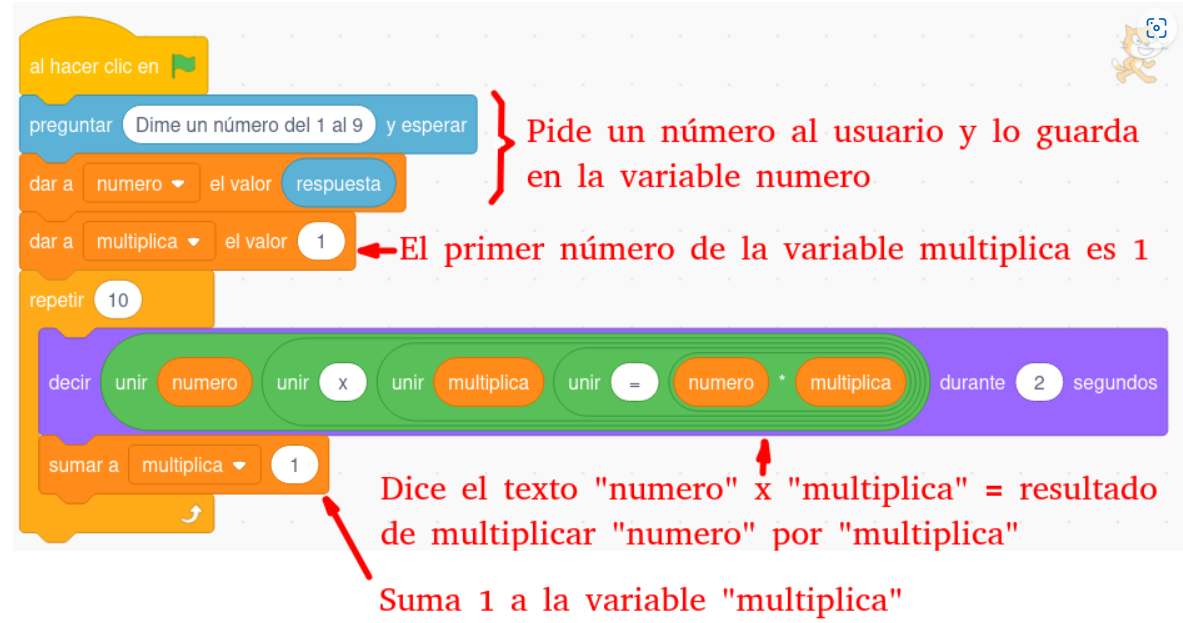 al hacer clic en
preguntar Dime un número del 1 al 9 y esperar
Pide un número al usuario y lo guarda
en la variable numero
dar a numero el valor respuesta
dar a multiplica el valor 1
El primer número de la variable multiplica es 1
repetir 10
decir unir numero unir x unir multiplica unir = numero * multiplica durante 2 segundos
sumar a multiplica 1
Dice el texto "numero" x "multiplica" = resultado
de multiplicar "numero" por "multiplica"
Suma 1 a la variable "multiplica"